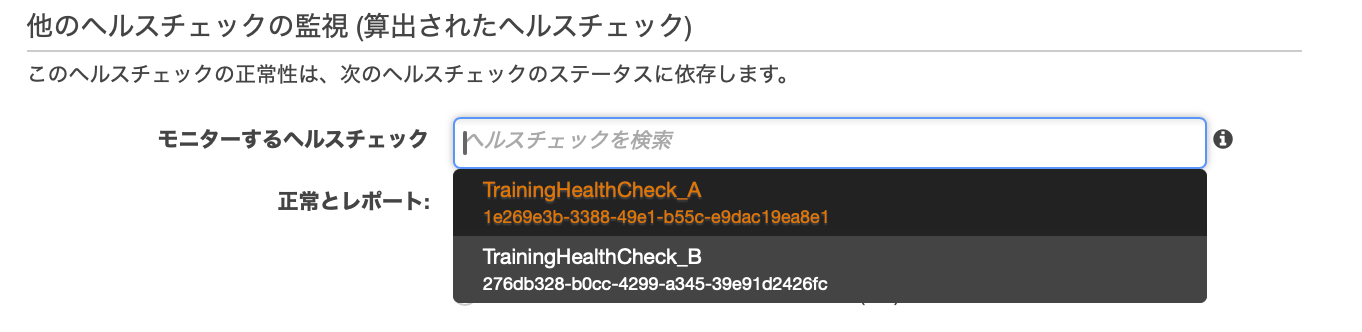 他のヘルスチェックの監視 (算出されたヘルスチェック)
このヘルスチェックの正常性は、次のヘルスチェックのステータスに依存します。
モニターするヘルスチェック
ヘルスチェックを検索
正常とレポート:
TrainingHealthCheck_A
1e269e3b-3388-49e1-b55c-e9dac19ea8e1
TrainingHealthCheck_B
276db328-b0cc-4299-a345-39e91d2426fc